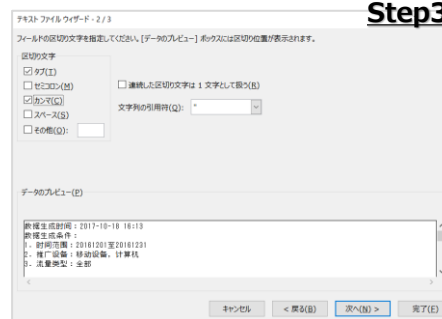 Step3
テキスト ファイル ウィザード - 2 / 3
フィールドの区切り文字を指定してください。[データのプレビュー] ボックスには区切り位置が表示されます。
区切り文字
タブ(T)
セミコロン(M)
カンマ(C)
スペース(S)
その他(O):
連続した区切り文字は 1 文字として扱う(R)
文字列の引用符(Q): "
データのプレビュー(P)
数据生成时间：2017-10-18 16:13
数据生成条件：
1. 时间范围：20161201至20161231
2. 推广设备：移动设备, 计算机
3. 流量类型：全部
キャンセル
< 戻る(B)
次へ(N) >
完了(F)